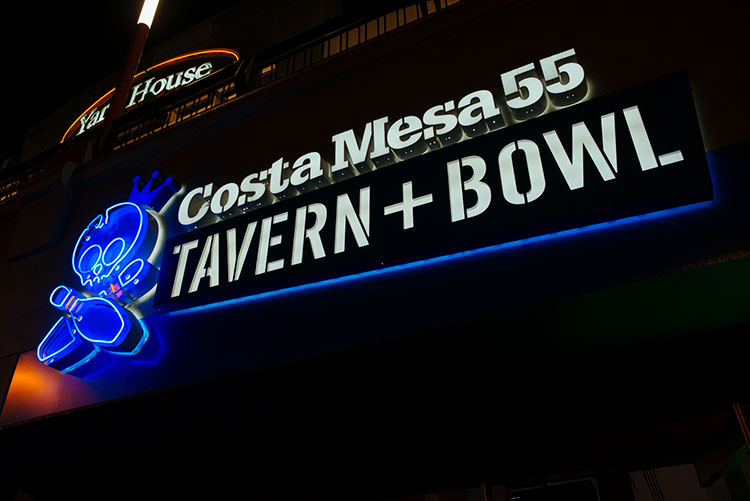 House
Costa Mesa 55
TAVERN + BOWL